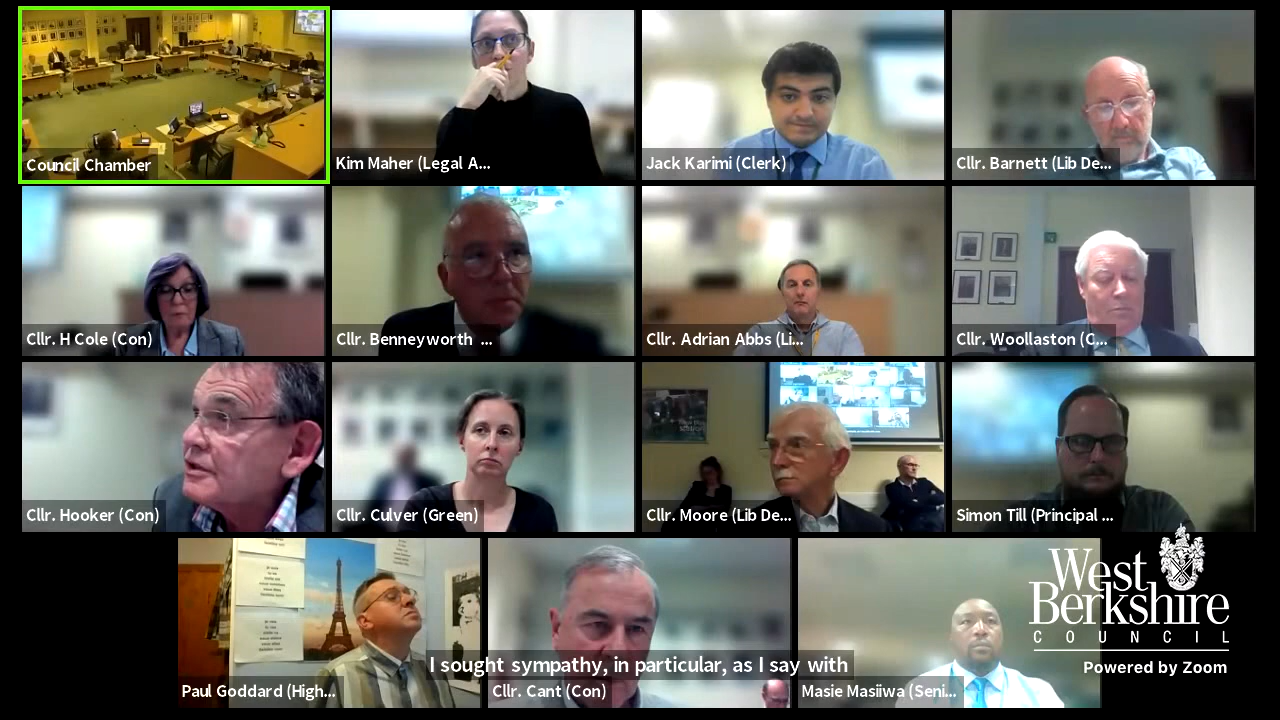 Council Chamber
Kim Maher (Legal A...
Jack Karimi (Clerk)
Cllr. Barnett (Lib De...
Cllr. H Cole (Con)
Cllr. Benneyworth ...
Cllr. Adrian Abbs (Li...
Cllr. Woollaston (C...
Cllr. Hooker (Con)
Cllr. Culver (Green)
Cllr. Moore (Lib De...
Simon Till (Principal ...
Paul Goddard (High...
Cllr. Cant (Con)
Masie Masiiwa (Seni...
I sought sympathy, in particular, as I say with
West
Berkshire
COUNCIL
Powered by Zoom